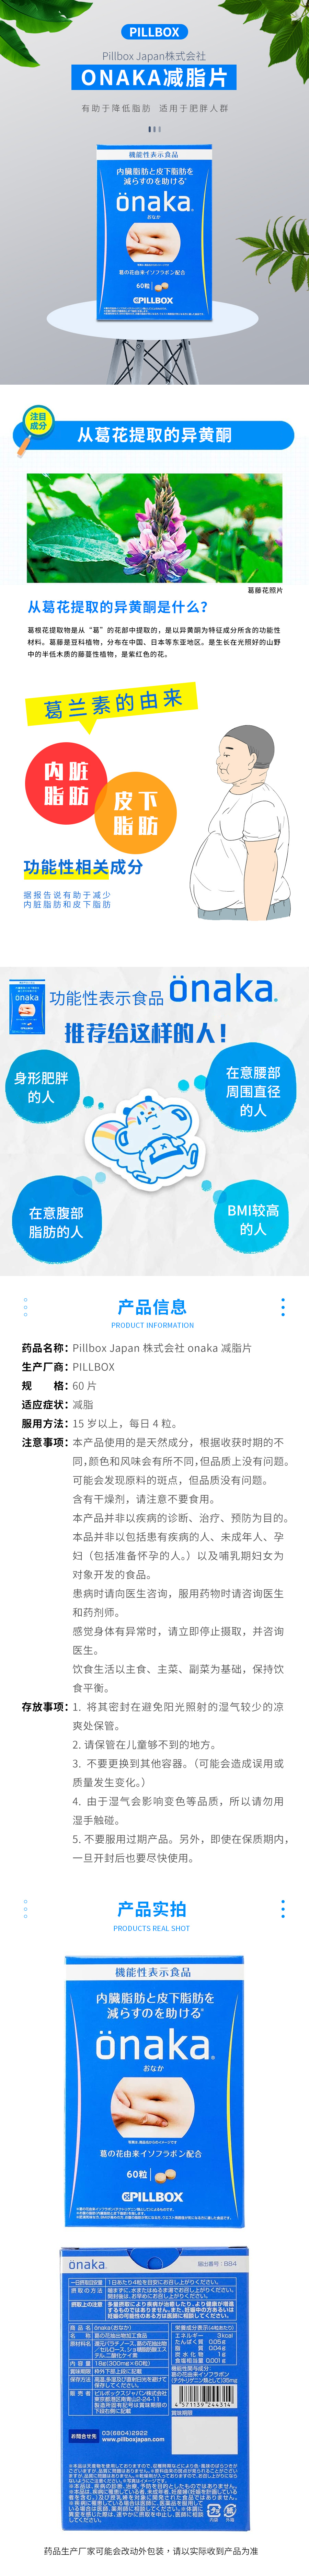 PILLBOX
Pillbox Japan株式会社
ONAKA减脂片
有助于降低脂肪 适用于肥胖人群
機能性表示食品
内臓脂肪と皮下脂肪を
減らすのを助ける*
önaka
おなか
葛の花由来イソフラボン配合
60粒
PILLBOX
注目
成分
从葛花提取的异黄酮
葛藤花照片
从葛花提取的异黄酮是什么？
葛根花提取物是从“葛”的花部中提取的，是以异黄酮为特征成分所含的功能性
材料。葛藤是豆科植物，分布在中国、日本等东亚地区。是生长在光照好的山野
中的半低木质的藤蔓性植物，是紫红色的花。
葛兰素的由来
内脏
脂肪
皮下
脂肪
功能性相关成分
据报告说有助于减少
内脏脂肪和皮下脂肪
功能性表示食品 önaka
推荐给这样的人！
身形肥胖
的人
在意腰部
周围直径
的人
在意腹部
脂肪的人
BMI较高
的人
产品信息
PRODUCT INFORMATION
药品名称：Pillbox Japan 株式会社 onaka 减脂片
生产厂商：PILLBOX
规　　格：60 片
适应症状：减脂
服用方法：15 岁以上，每日 4 粒。
注意事项：本产品使用的是天然成分，根据收获时期的不
同，颜色和风味会有所不同，但品质上没有问题。
可能会发现原料的斑点，但品质没有问题。
含有干燥剂，请注意不要食用。
本产品并非以疾病的诊断、治疗、预防为目的。
本品并非以包括患有疾病的人、未成年人、孕
妇（包括准备怀孕的人。）以及哺乳期妇女为
对象开发的食品。
患病时请向医生咨询，服用药物时请咨询医生
和药剂师。
感觉身体有异常时，请立即停止摄取，并咨询
医生。
饮食生活以主食、主菜、副菜为基础，保持饮
食平衡。
存放事项：1. 将其密封在避免阳光照射的湿气较少的凉
爽处保管。
2. 请保管在儿童够不到的地方。
3. 不要更换到其他容器。（可能会造成误用或
质量发生变化。）
4. 由于湿气会影响变色等品质，所以请勿用
湿手触碰。
5. 不要服用过期产品。另外，即使在保质期内，
一旦开封后也要尽快使用。
产品实拍
PRODUCTS REAL SHOT
機能性表示食品
内臓脂肪と皮下脂肪を
減らすのを助ける*
önaka
おなか
葛の花由来イソフラボン配合
60粒
PILLBOX
önaka
届出番号：B84
お問合せ先
03(6804)2922
www.pillboxjapan.com
4 571139 244314
药品生产厂家可能会改动外包装，请以实际收到产品为准